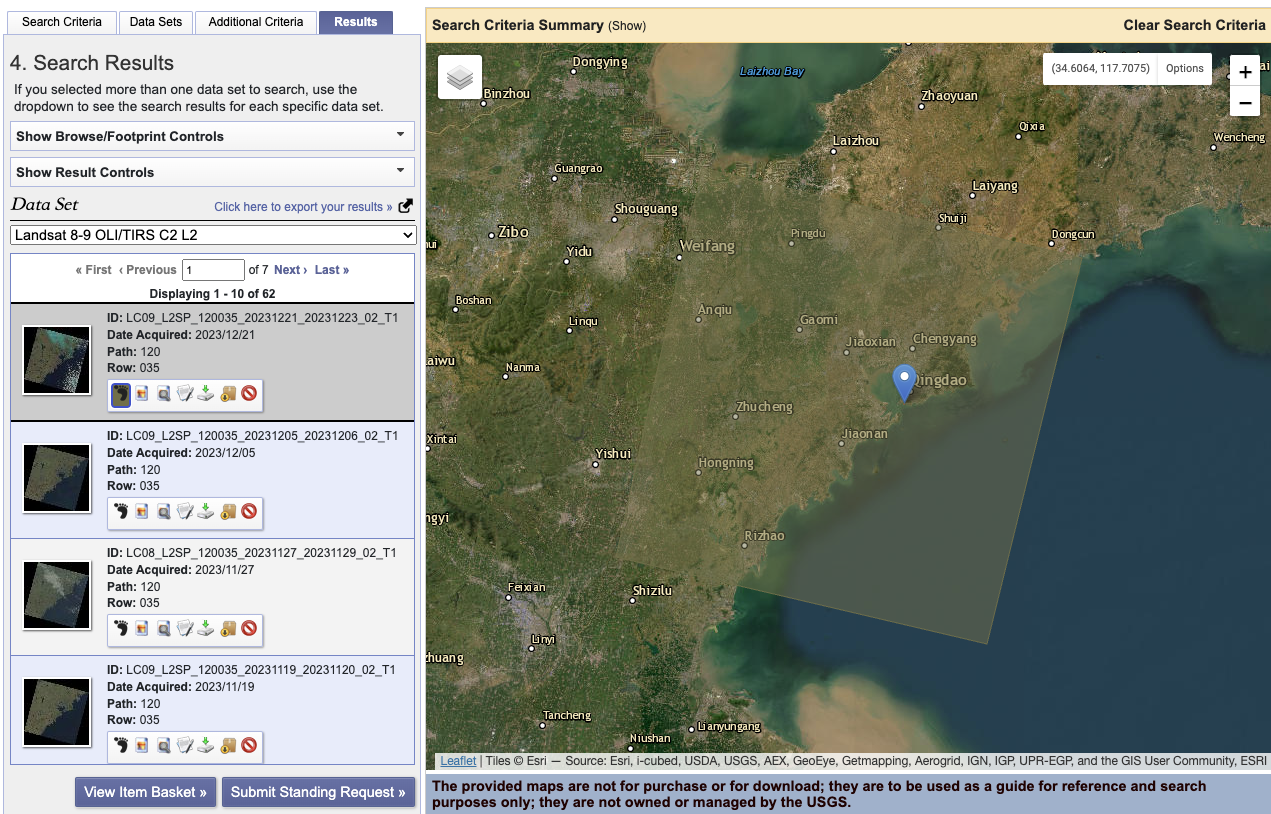 Search Criteria
Data Sets
Additional Criteria
Results
4. Search Results
If you selected more than one data set to search, use the
dropdown to see the search results for each specific data set.
Show Browse/Footprint Controls
Show Result Controls
Data Set
Click here to export your results »
Landsat 8-9 OLI/TIRS C2 L2
« First ‹ Previous 1 of 7 Next › Last »
Displaying 1 - 10 of 62
ID: LC09_L2SP_120035_20231221_20231223_02_T1
Date Acquired: 2023/12/21
Path: 120
Row: 035
ID: LC09_L2SP_120035_20231205_20231206_02_T1
Date Acquired: 2023/12/05
Path: 120
Row: 035
ID: LC08_L2SP_120035_20231127_20231129_02_T1
Date Acquired: 2023/11/27
Path: 120
Row: 035
ID: LC09_L2SP_120035_20231119_20231120_02_T1
Date Acquired: 2023/11/19
Path: 120
Row: 035
View Item Basket »
Submit Standing Request »
Search Criteria Summary (Show)
Clear Search Criteria
(34.6064, 117.7075)
Options
+
−
Dongying
Laizhou Bay
Binzhou
Zhaoyuan
Qixia
Wencheng
Laizhou
Guangrao
Laiyang
Shouguang
Shuiji
Zibo
Pingdu
Dongcun
Weifang
Yidu
Boshan
Anqiu
Linqu
Gaomi
Jiaoxian
Chengyang
aiwu
Nanma
Qingdao
Zhucheng
Xintai
Jiaonan
Yishui
Hongning
ngyi
Rizhao
Feixian
Shizilu
Linyi
zhuang
Tancheng
Lianyungang
Niushan
Leaflet | Tiles © Esri — Source: Esri, i-cubed, USDA, USGS, AEX, GeoEye, Getmapping, Aerogrid, IGN, IGP, UPR-EGP, and the GIS User Community, ESRI
The provided maps are not for purchase or for download; they are to be used as a guide for reference and search
purposes only; they are not owned or managed by the USGS.